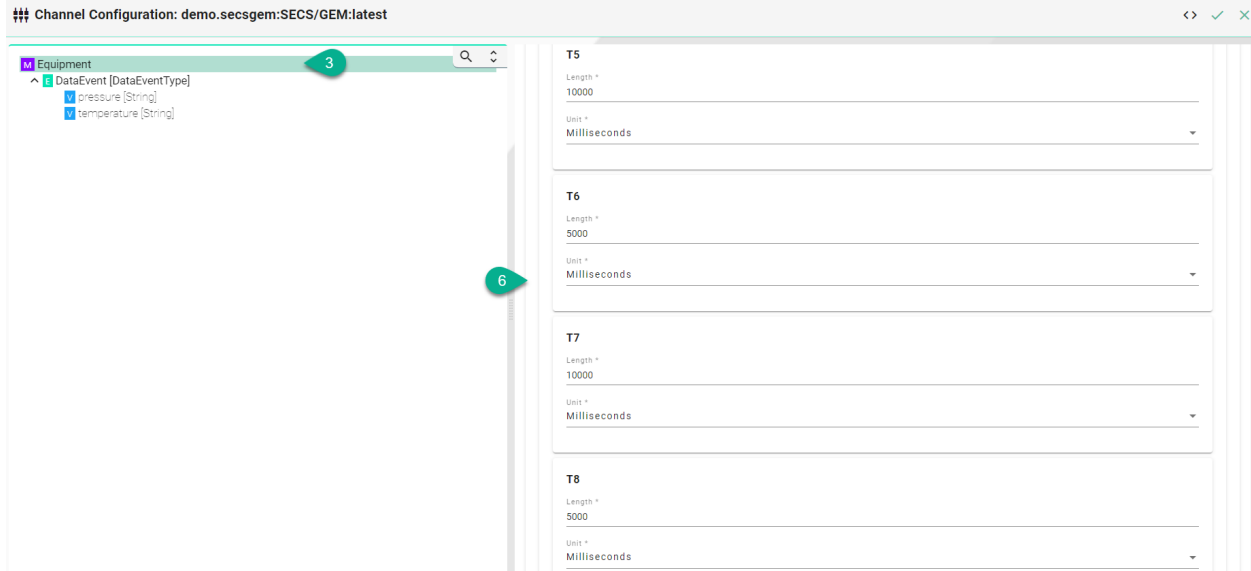 Channel Configuration: demo.secsgem:SECS/GEM:latest
M Equipment
3
E DataEvent [DataEventType]
V pressure [String]
V temperature [String]
T5
Length *
10000
Unit *
Milliseconds
T6
Length *
5000
Unit *
Milliseconds
6
T7
Length *
10000
Unit *
Milliseconds
T8
Length *
5000
Unit *
Milliseconds